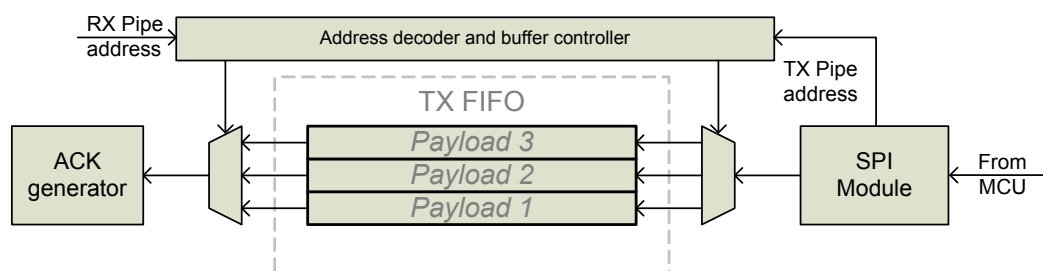 RX Pipe
address
Address decoder and buffer controller
TX Pipe
address
TX FIFO
Payload 3
Payload 2
Payload 1
ACK
generator
SPI
Module
From
MCU